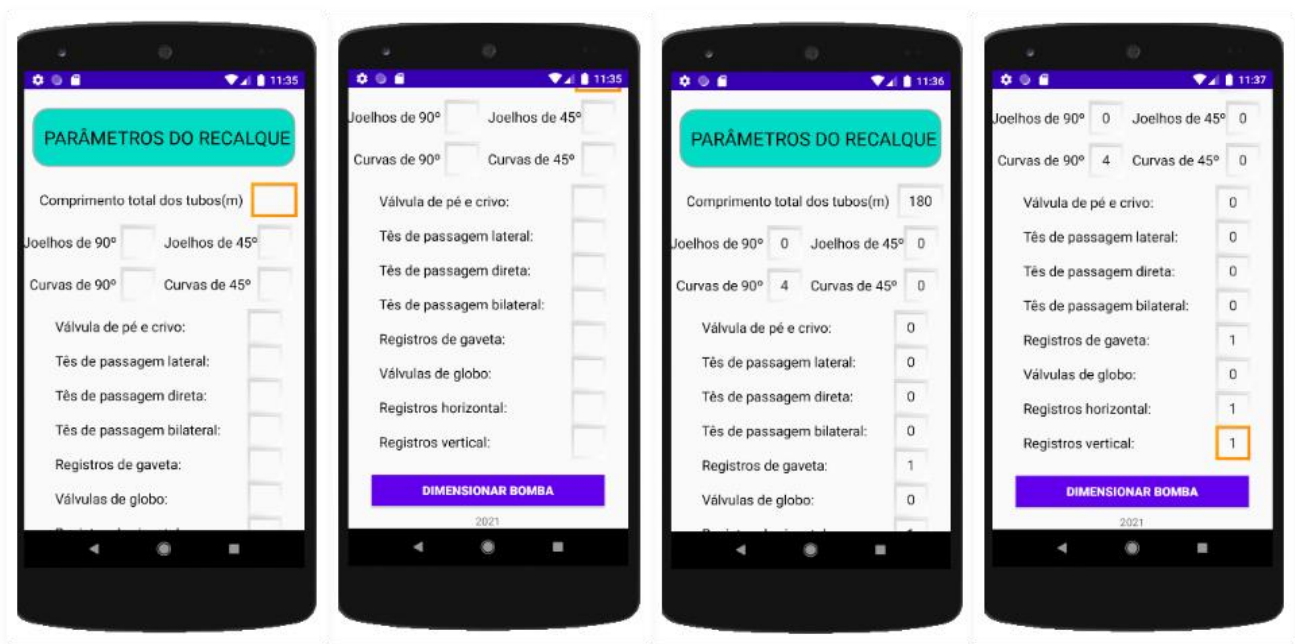 11:35
PARÂMETROS DO RECALQUE
Comprimento total dos tubos(m)
Joelhos de 90º Joelhos de 45º
Curvas de 90º Curvas de 45º
Válvula de pé e crivo:
Tês de passagem lateral:
Tês de passagem direta:
Tês de passagem bilateral:
Registros de gaveta:
Válvulas de globo:
11:35
Joelhos de 90º Joelhos de 45º
Curvas de 90º Curvas de 45º
Válvula de pé e crivo:
Tês de passagem lateral:
Tês de passagem direta:
Tês de passagem bilateral:
Registros de gaveta:
Válvulas de globo:
Registros horizontal:
Registros vertical:
DIMENSIONAR BOMBA
2021
11:36
PARÂMETROS DO RECALQUE
Comprimento total dos tubos(m) 180
Joelhos de 90º 0 Joelhos de 45º 0
Curvas de 90º 4 Curvas de 45º 0
Válvula de pé e crivo: 0
Tês de passagem lateral: 0
Tês de passagem direta: 0
Tês de passagem bilateral: 0
Registros de gaveta: 1
Válvulas de globo: 0
11:37
Joelhos de 90º 0 Joelhos de 45º 0
Curvas de 90º 4 Curvas de 45º 0
Válvula de pé e crivo: 0
Tês de passagem lateral: 0
Tês de passagem direta: 0
Tês de passagem bilateral: 0
Registros de gaveta: 1
Válvulas de globo: 0
Registros horizontal: 1
Registros vertical: 1
DIMENSIONAR BOMBA
2021